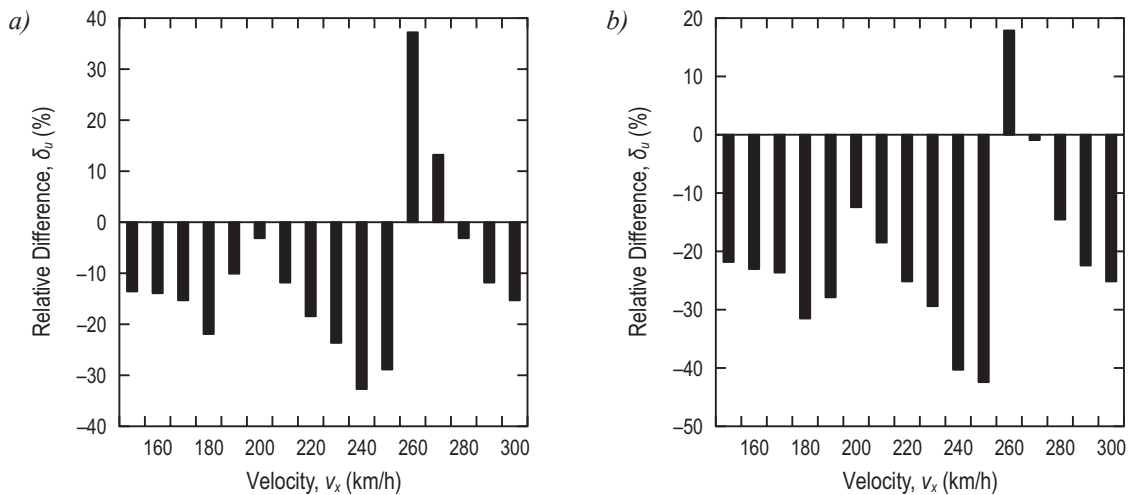 a)
40
30
40
20
0
–10
–20
–30
–40
Relative Difference, δu (%)
160 180 200 220 240 260 280 300
Velocity, vx (km/h)
b)
20
10
0
–10
–20
–30
–40
–50
Relative Difference, δu (%)
160 180 200 220 240 260 280 300
Velocity, vx (km/h)